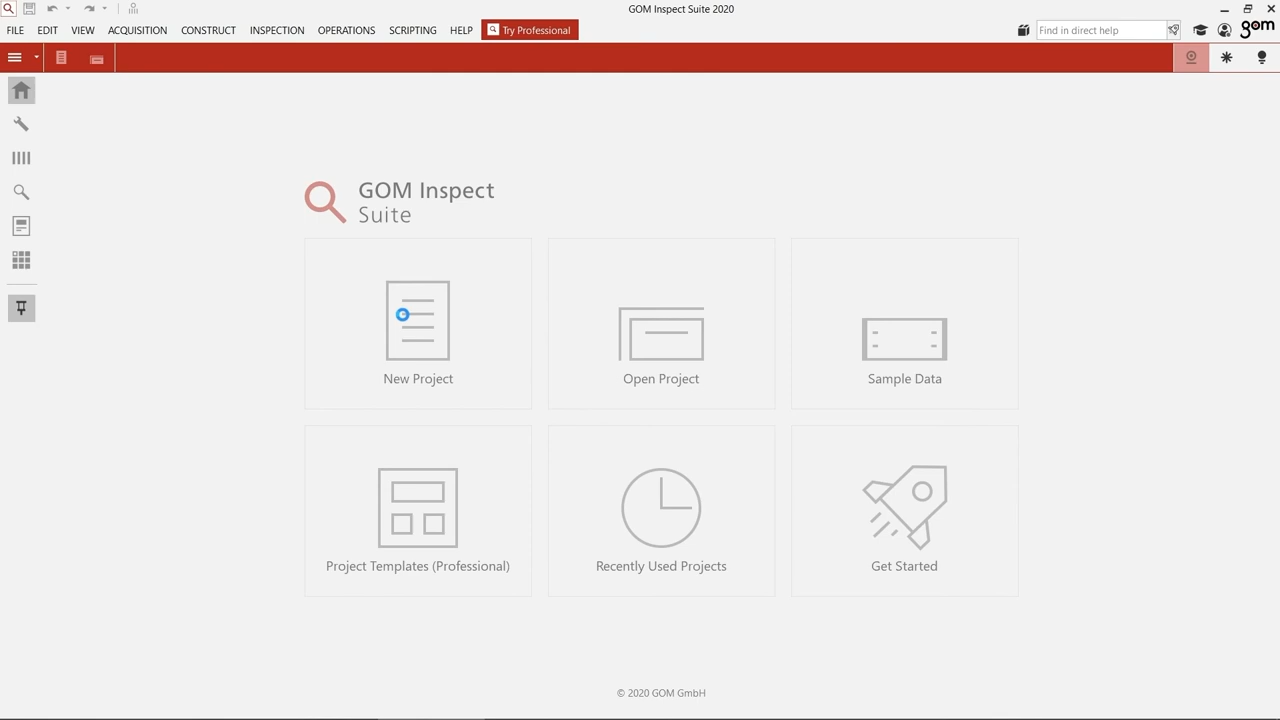 GOM Inspect Suite 2020
FILE EDIT VIEW ACQUISITION CONSTRUCT INSPECTION OPERATIONS SCRIPTING HELP Try Professional Find in direct help gom
GOM Inspect
Suite
New Project Open Project Sample Data
Project Templates (Professional) Recently Used Projects Get Started
© 2020 GOM GmbH